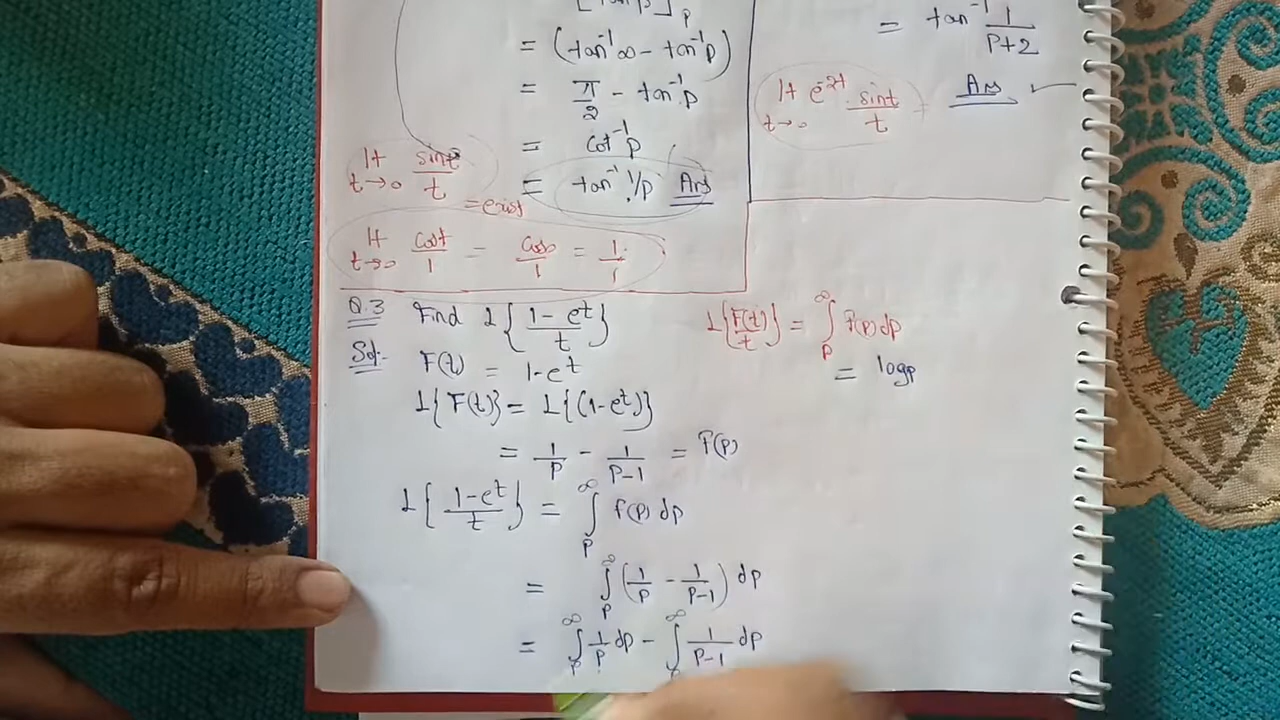 = (tan⁻¹∞ - tan⁻¹p)
= π/2 - tan⁻¹p
= cot⁻¹p
= tan⁻¹ 1/p Ans
lt t→0 sint/t = exist
lt t→0 cost/1 = cos0/1 = 1/1
= tan⁻¹ 1/p+2
Ans
lt t→0 e⁻²ᵗ . sint/t
Q.3 Find L{1-eᵗ/t}
Sol.- F(t) = 1-eᵗ
L{F(t)} = L{(1-eᵗ)}
= 1/p - 1/p-1 = f(p)
L{1-eᵗ/t} = ∫p^∞ f(p) dp
= ∫p^∞ (1/p - 1/p-1) dp
= ∫p^∞ 1/p dp - ∫^∞ 1/p-1 dp
L{F(t)/t} = ∫p^∞ f(p) dp
= logp